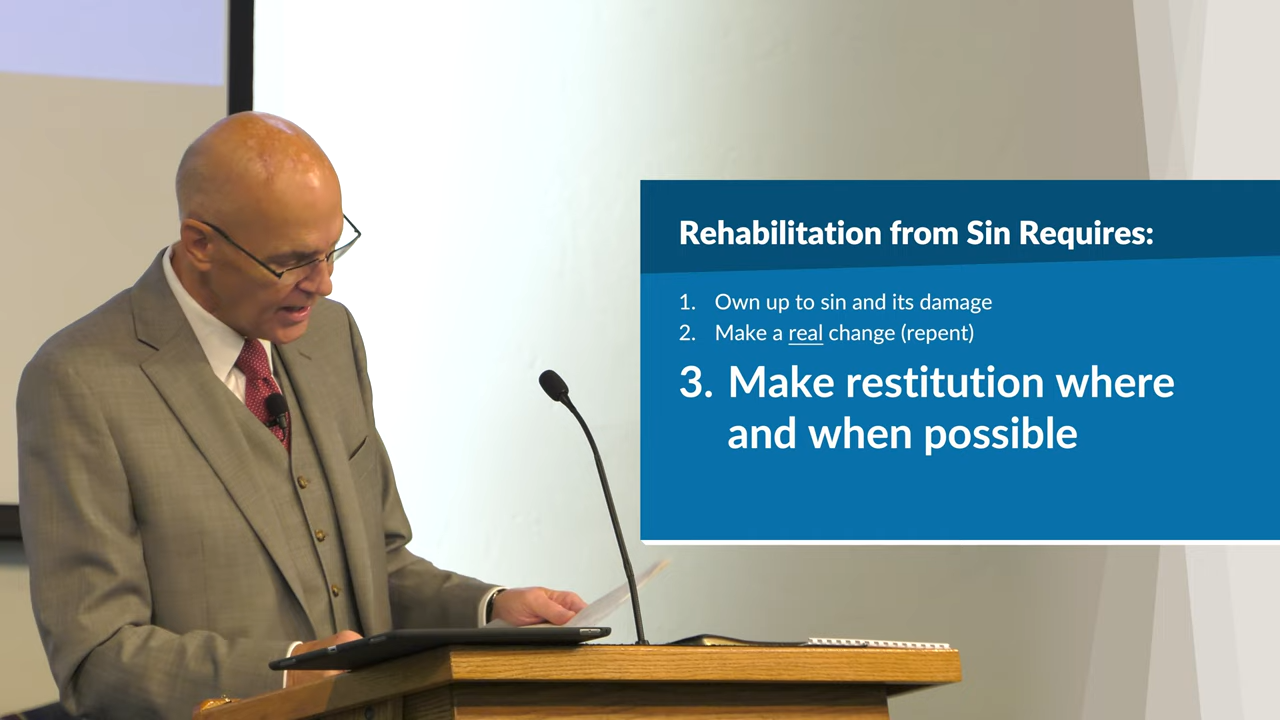 Rehabilitation from Sin Requires:
1. Own up to sin and its damage
2. Make a real change (repent)
3. Make restitution where
and when possible